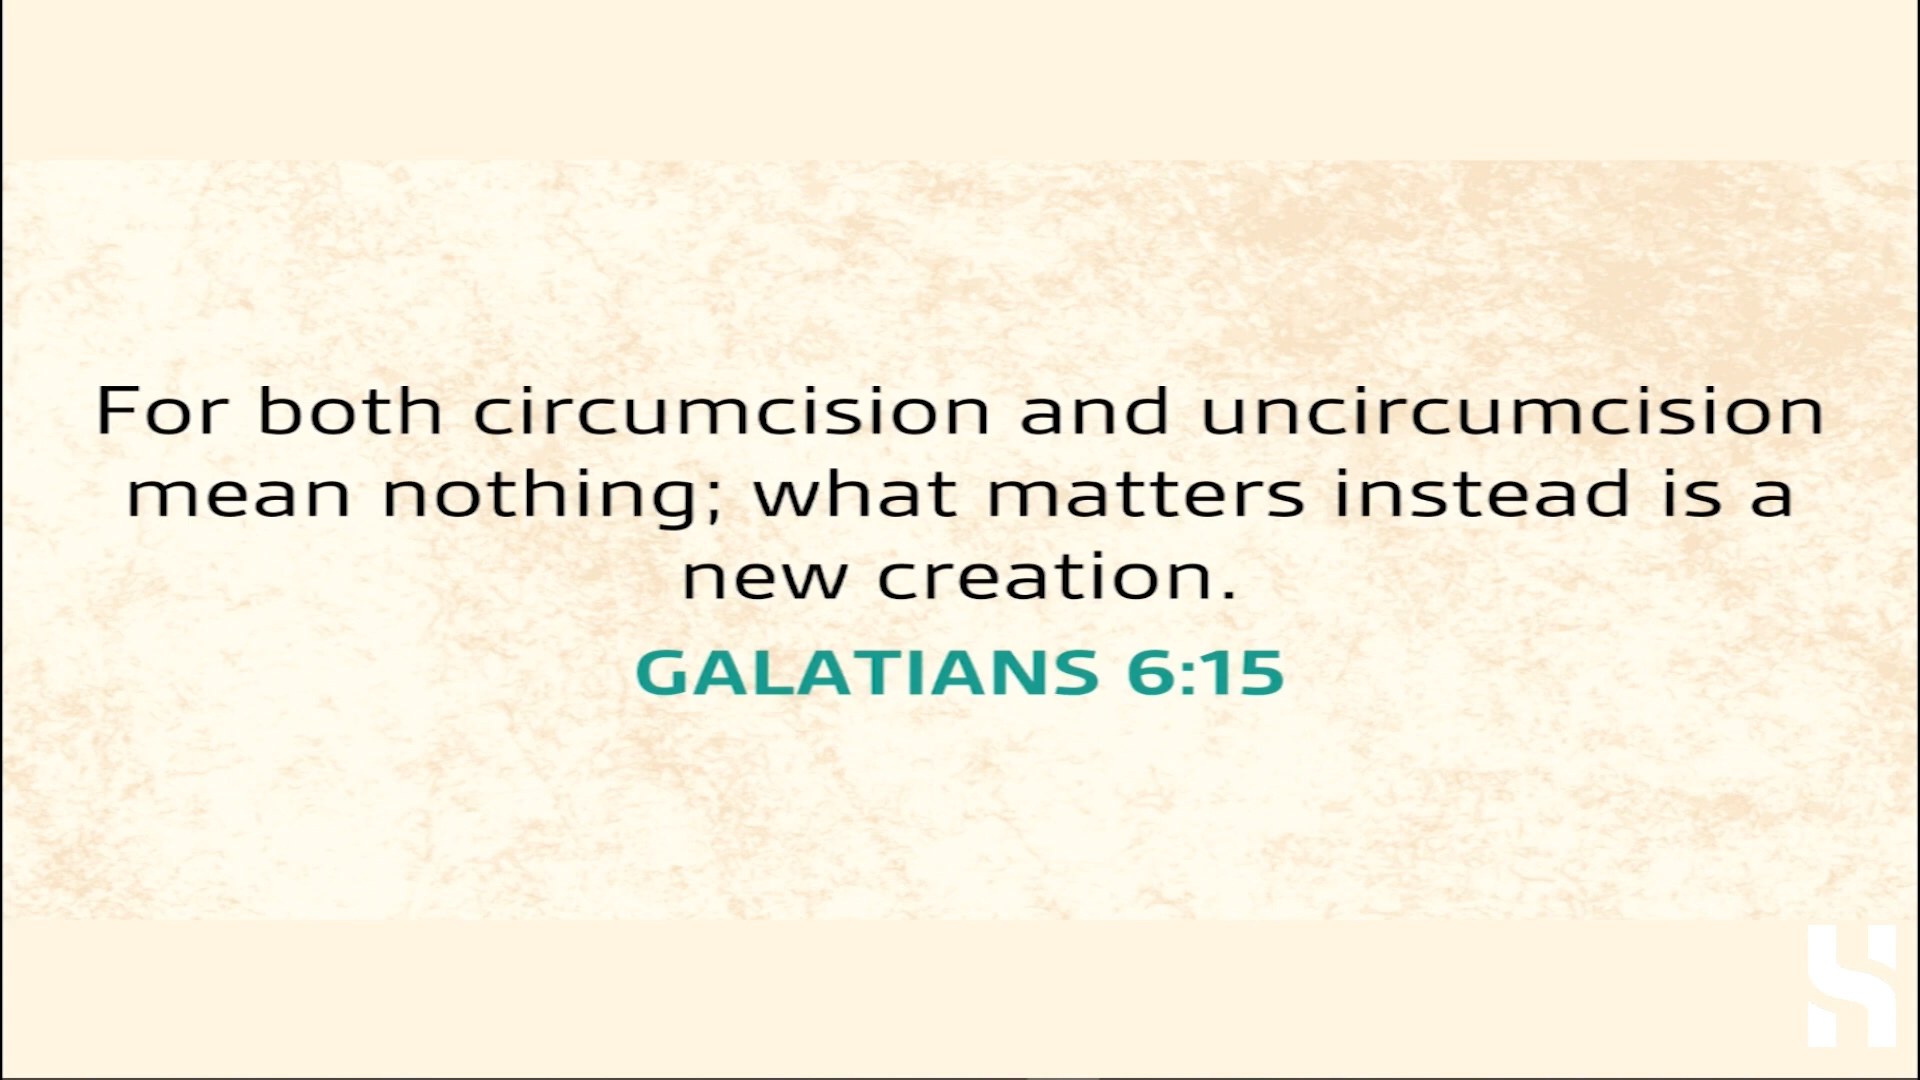 For both circumcision and uncircumcision
mean nothing; what matters instead is a
new creation.
GALATIANS 6:15